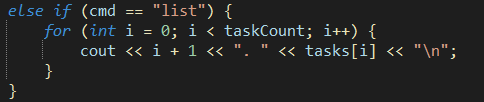 else if (cmd == "list") {
    for (int i = 0; i < taskCount; i++) {
        cout << i + 1 << ". " << tasks[i] << "\n";
    }
}